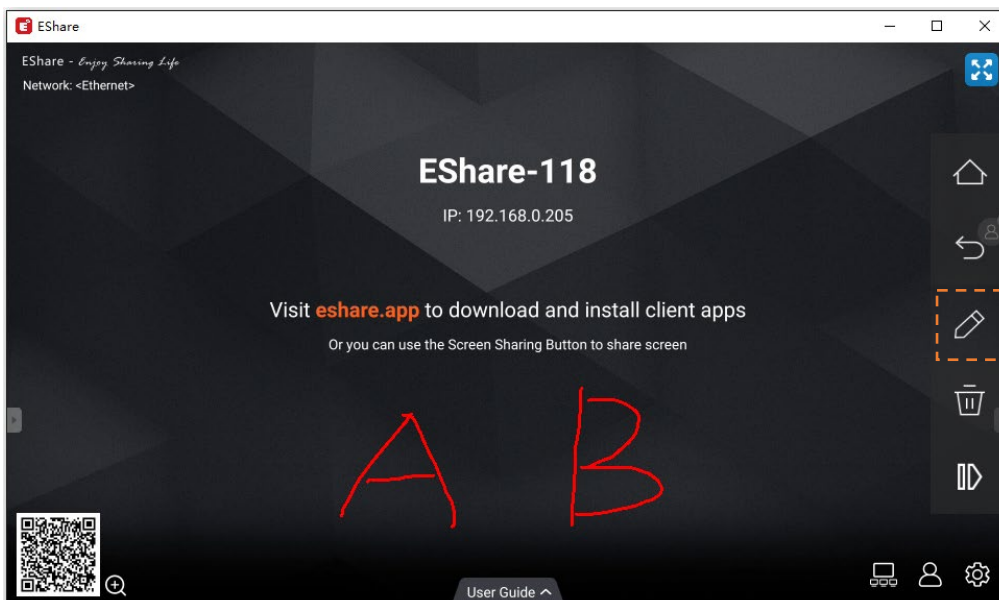 EShare
EShare - Enjoy Sharing Life
Network: <Ethernet>
EShare-118
IP: 192.168.0.205
Visit eshare.app to download and install client apps
Or you can use the Screen Sharing Button to share screen
A B
User Guide